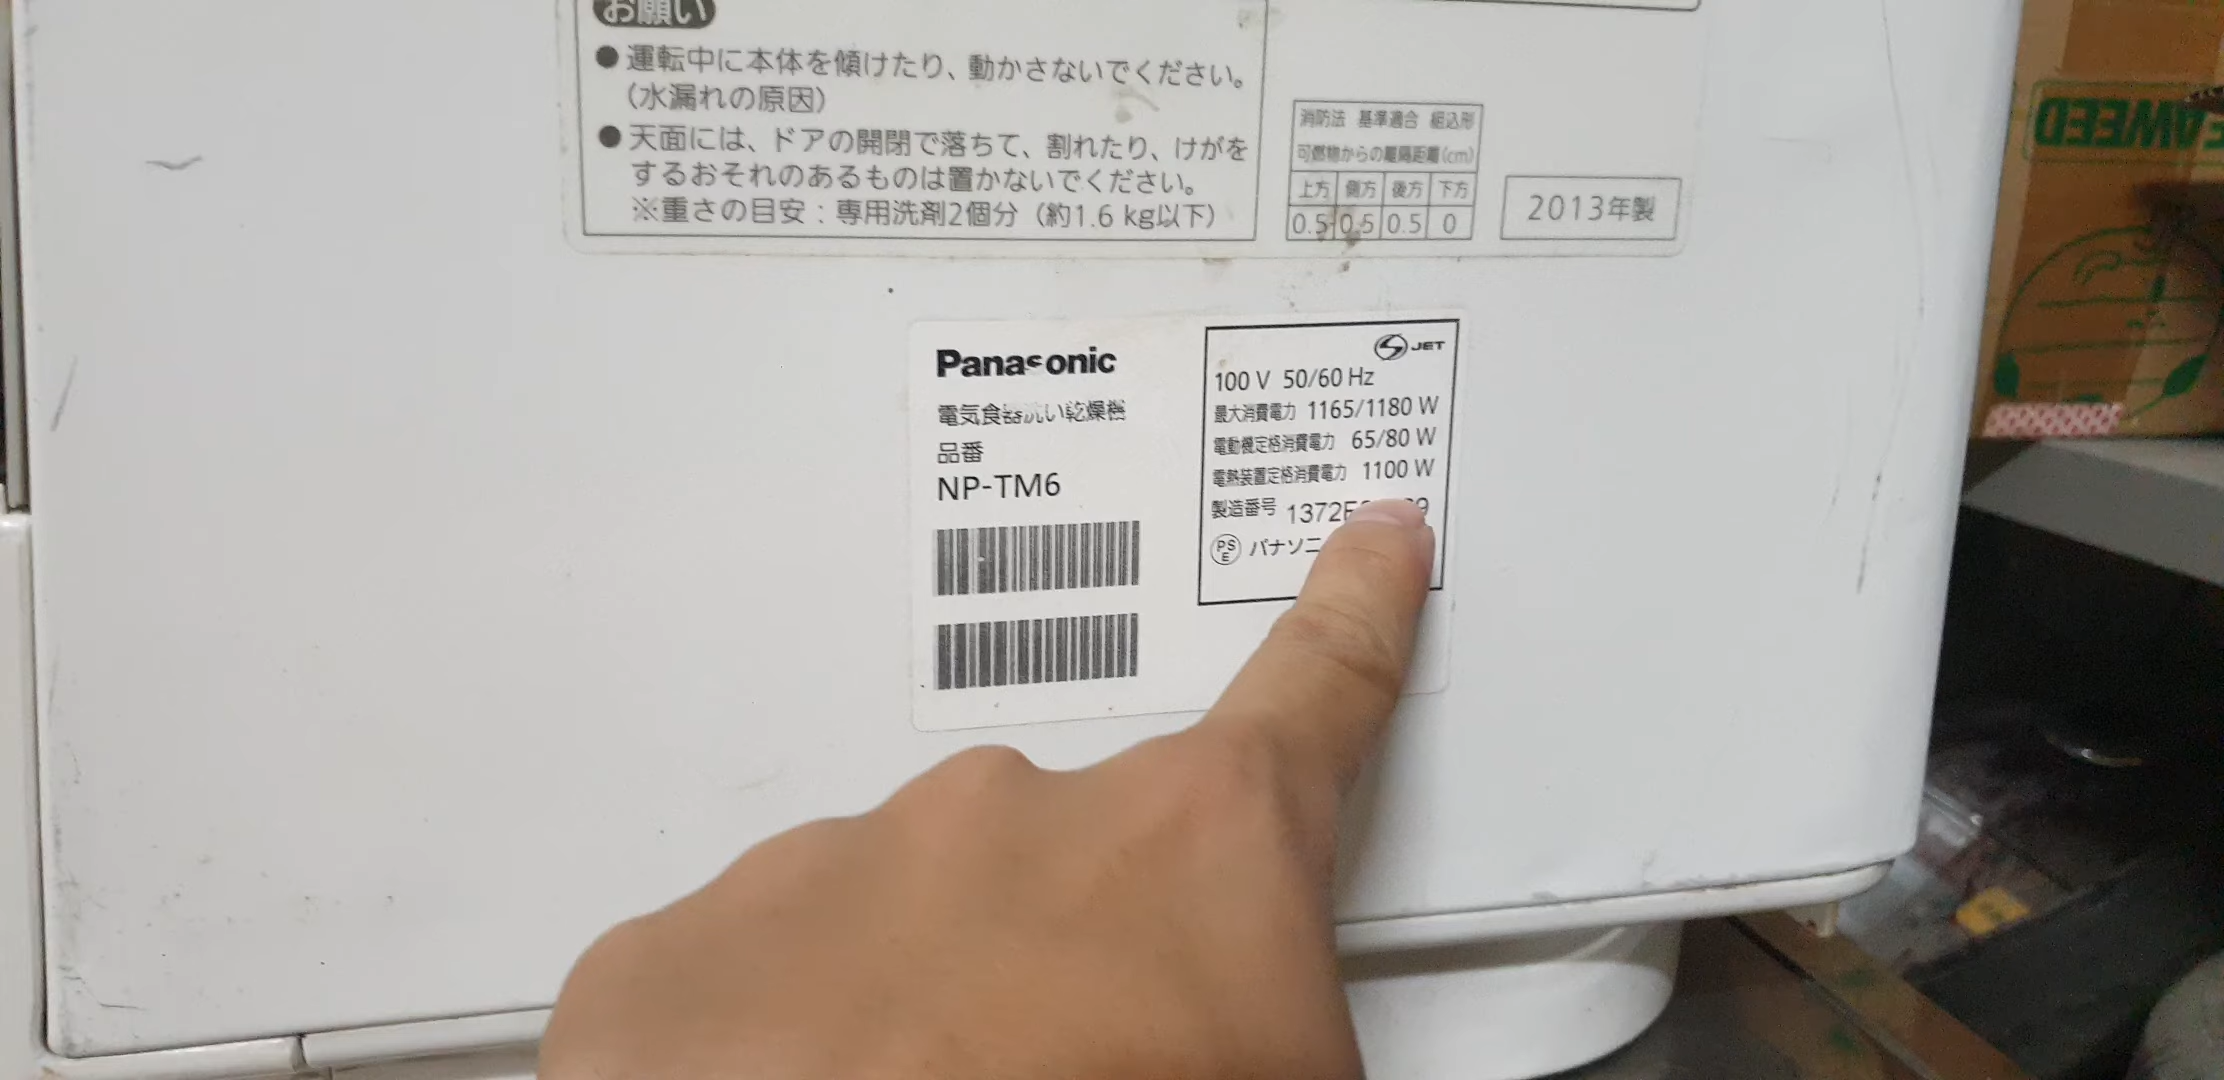 お願い
●運転中に本体を傾けたり、動かさないでください。
(水漏れの原因)
●天面には、ドアの開閉で落ちて、割れたり、けがを
するおそれのあるものは置かないでください。
※重さの目安：専用洗剤2個分（約1.6 kg以下）
消防法 基準適合 組込形
可燃物からの離隔距離(cm)
上方 側方 後方 下方
0.5 0.5 0.5 0
2013年製
Panasonic
電気食器洗い乾燥機
品番
NP-TM6
JET
100 V 50/60 Hz
最大消費電力 1165/1180 W
電動機定格消費電力 65/80 W
電熱装置定格消費電力 1100 W
製造番号
PSE パナソニ